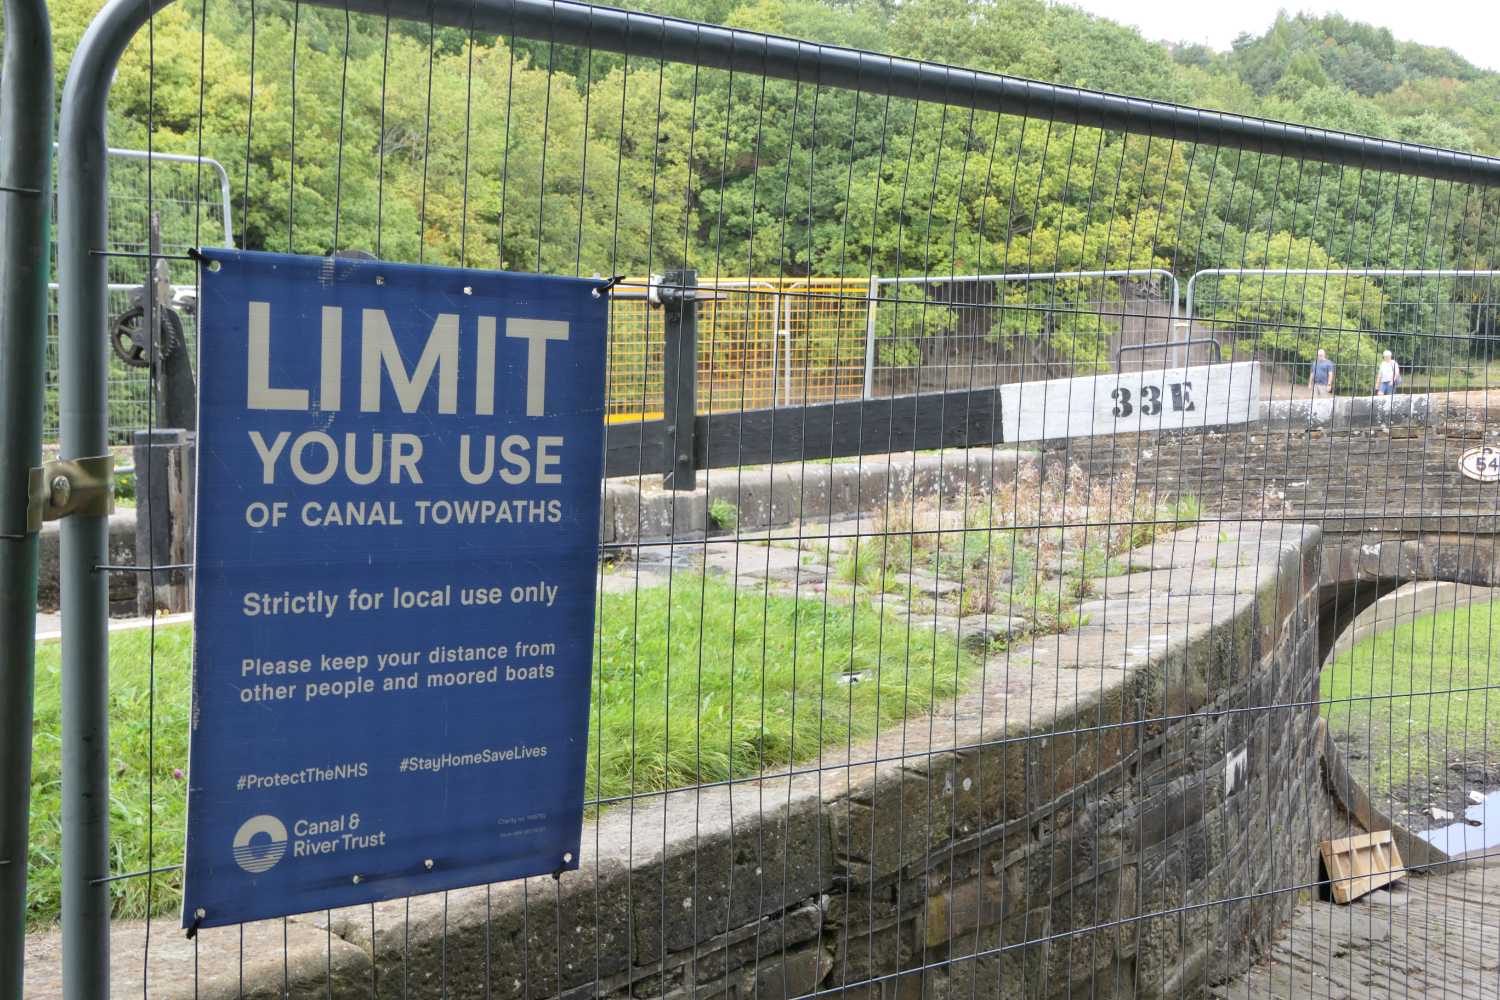 LIMIT
YOUR USE
OF CANAL TOWPATHS
Strictly for local use only
Please keep your distance from
other people and moored boats
#ProtectTheNHS #StayHomeSaveLives
Canal &
River Trust
33E
54